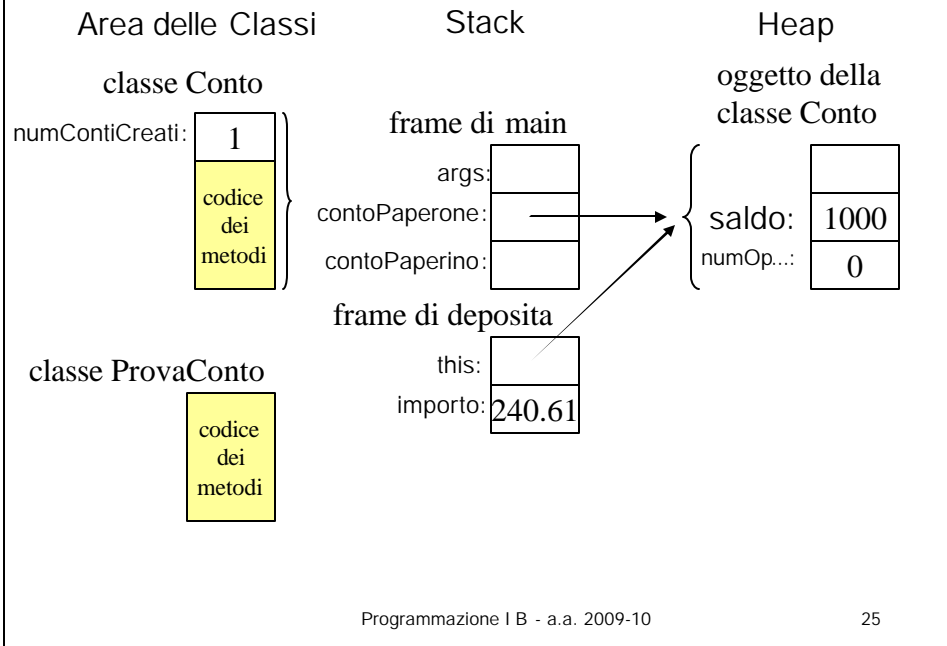 Area delle Classi
Stack
Heap
classe Conto
numContiCreati:
1
codice
dei
metodi
classe ProvaConto
codice
dei
metodi
frame di main
args:
contoPaperone:
contoPaperino:
frame di deposita
this:
importo:
240.61
oggetto della
classe Conto
saldo:
1000
numOp...:
0
Programmazione I B - a.a. 2009-10
25